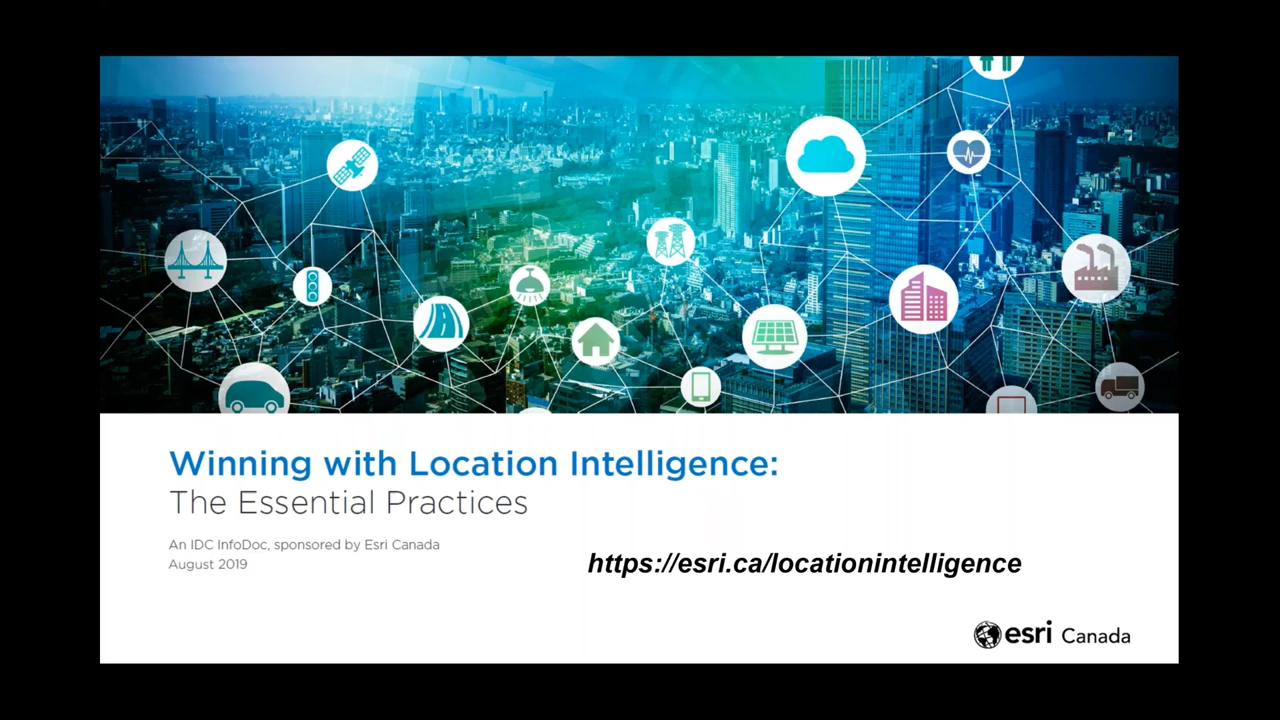 Winning with Location Intelligence:
The Essential Practices
An IDC InfoDoc, sponsored by Esri Canada
August 2019
https://esri.ca/locationintelligence
esri Canada